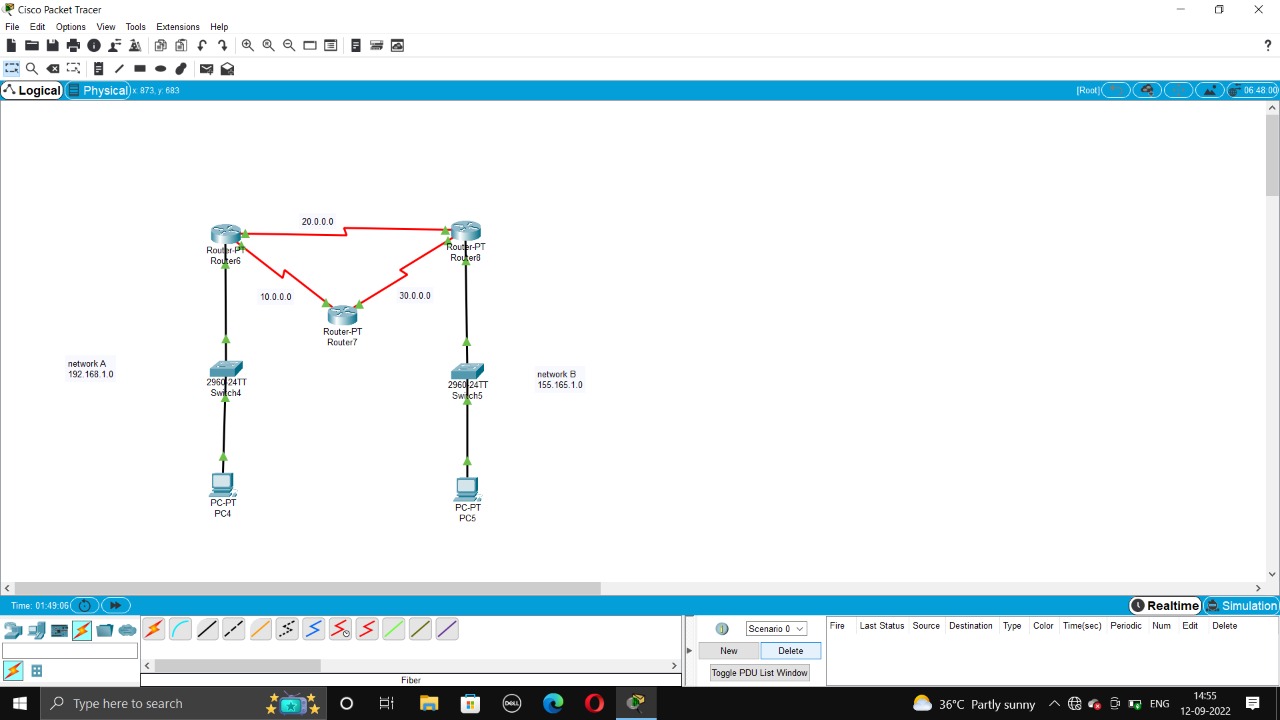 Cisco Packet Tracer
File Edit Options View Tools Extensions Help
?
Logical Physical x: 873, y: 683 [Root] 06:48:00
20.0.0.0
Router-PT
Router6
Router-PT
Router8
10.0.0.0
30.0.0.0
Router-PT
Router7
network A
192.168.1.0
2960-24TT
Switch4
2960-24TT
Switch5
network B
155.165.1.0
PC-PT
PC4
PC-PT
PC5
Time: 01:49:06 Realtime Simulation
Scenario 0
Fire Last Status Source Destination Type Color Time(sec) Periodic Num Edit Delete
New Delete
Toggle PDU List Window
Fiber
Type here to search
DELL
36°C Partly sunny
ENG
14:55
12-09-2022